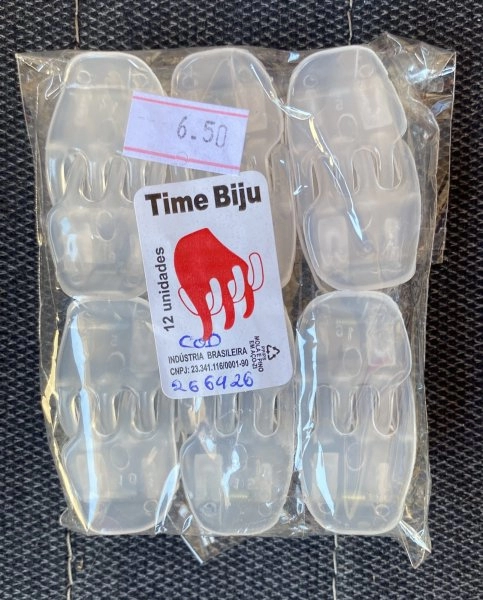 6.50
Time Biju
12 unidades
COD
INDÚSTRIA BRASILEIRA
CNPJ: 23.341.116/0001-90
266426